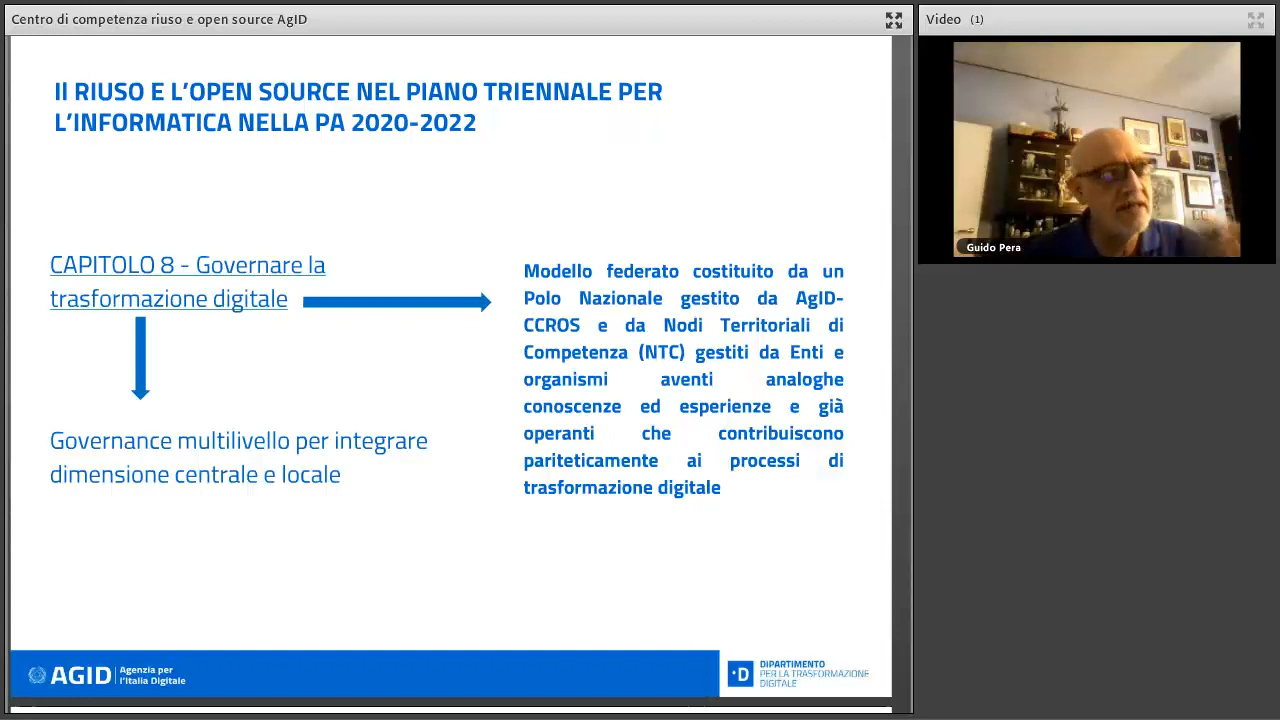 Centro di competenza riuso e open source AgID
Video (1)
Il RIUSO E L'OPEN SOURCE NEL PIANO TRIENNALE PER
L'INFORMATICA NELLA PA 2020-2022
CAPITOLO 8 - Governare la
trasformazione digitale
Governance multilivello per integrare
dimensione centrale e locale
Modello federato costituito da un
Polo Nazionale gestito da AgID-
CCROS e da Nodi Territoriali di
Competenza (NTC) gestiti da Enti e
organismi aventi analoghe
conoscenze ed esperienze e già
operanti che contribuiscono
pariteticamente ai processi di
trasformazione digitale
Guido Pera
AGID Agenzia per
l'Italia Digitale
D DIPARTIMENTO
PER LA TRASFORMAZIONE
DIGITALE